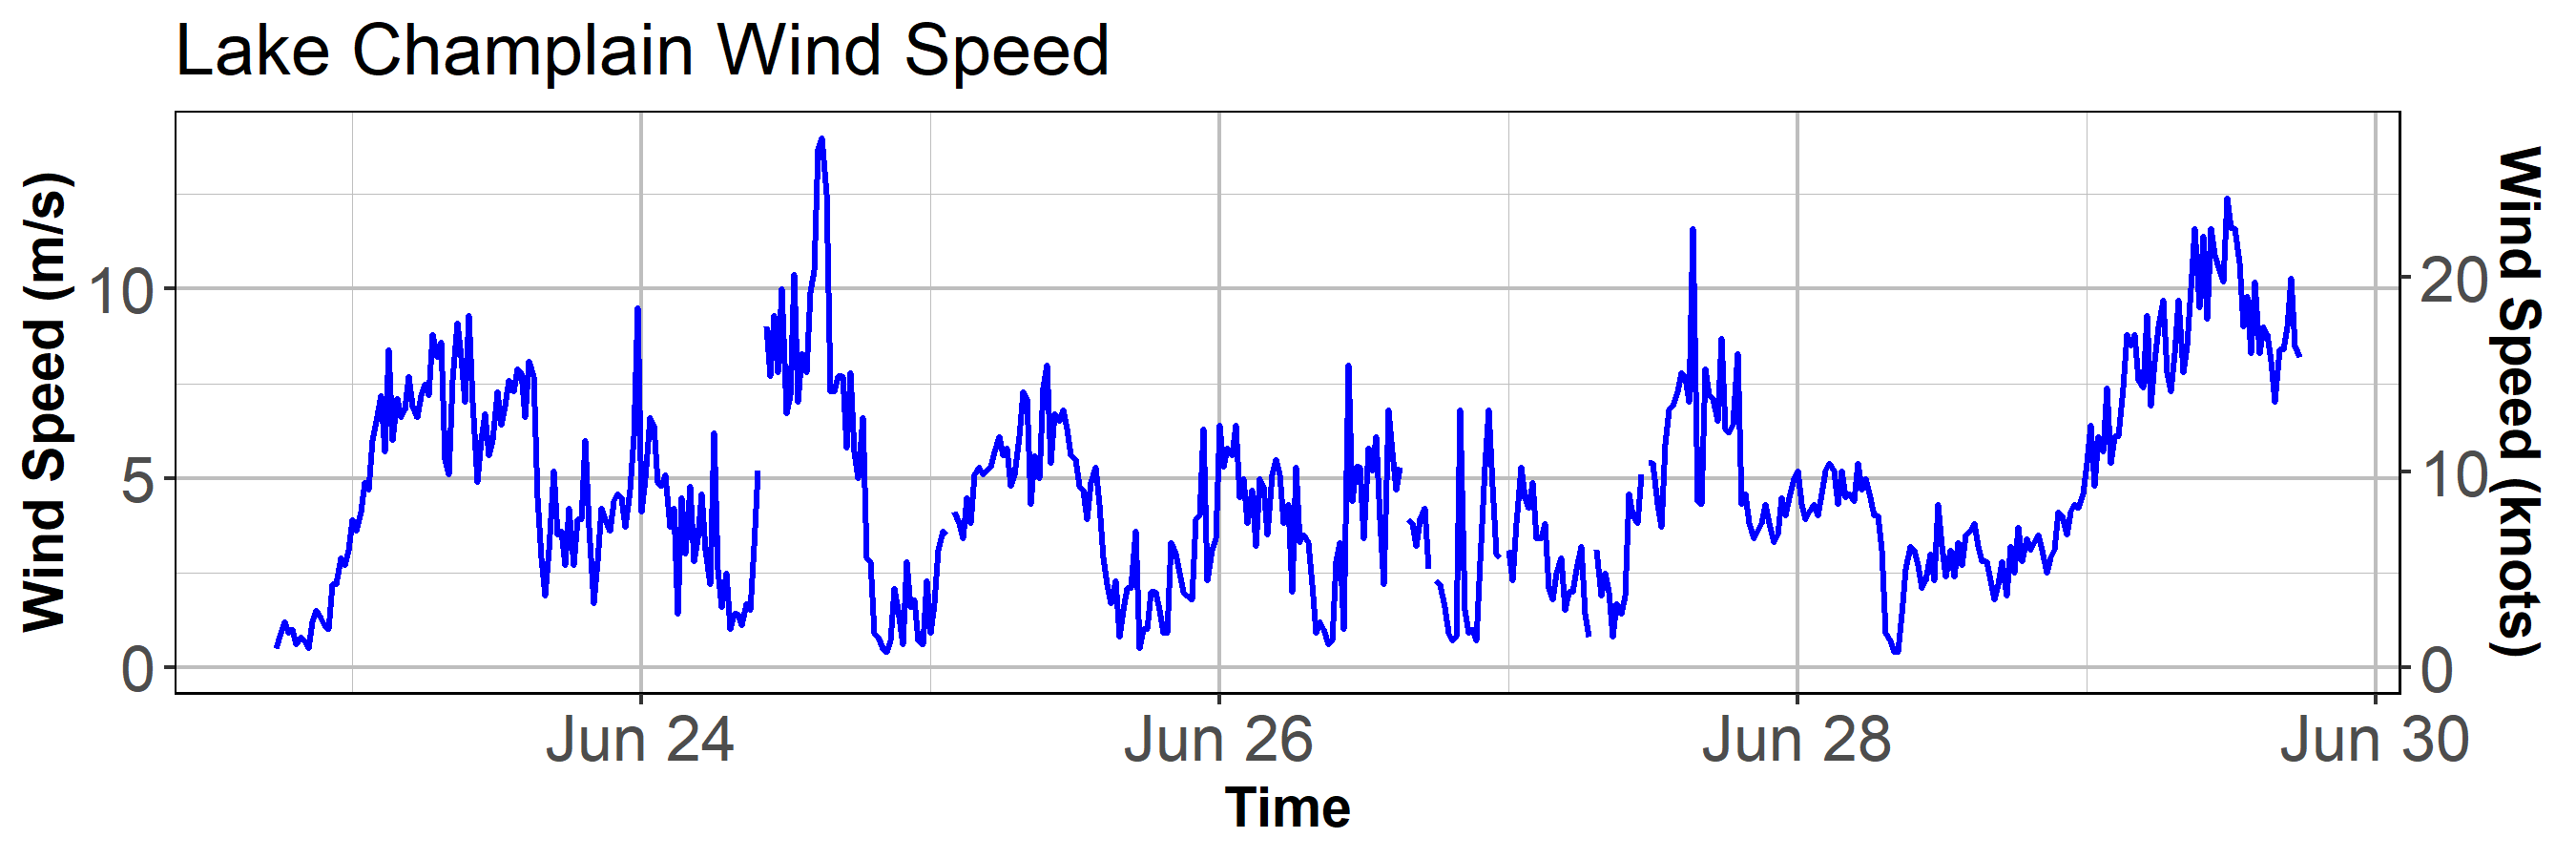 Lake Champlain Wind Speed
Wind Speed (m/s)
10
5
0
20
10
0
Wind Speed (knots)
Jun 24 Jun 26 Jun 28 Jun 30
Time